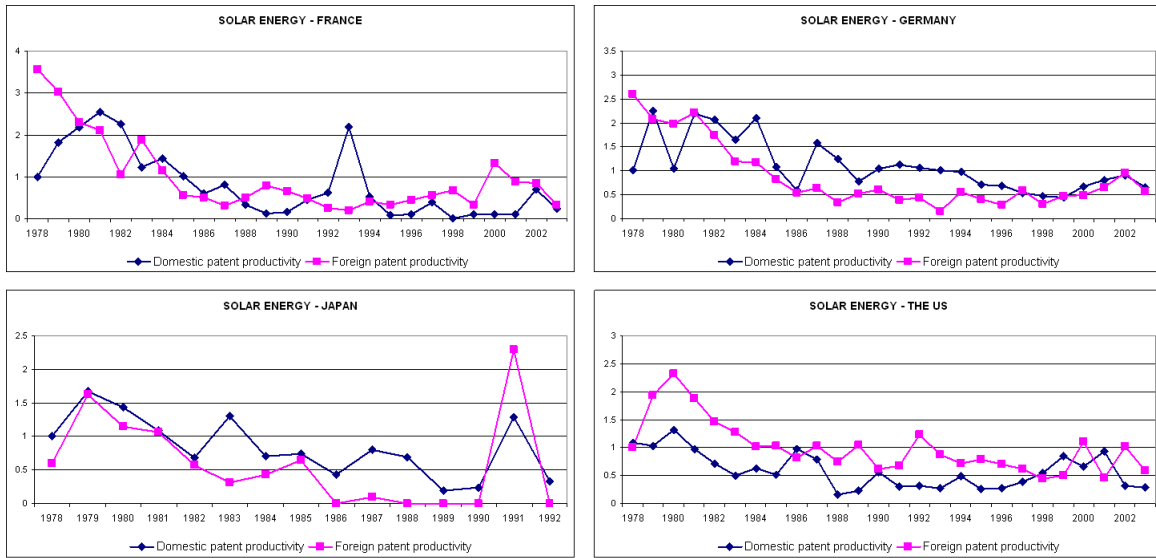 SOLAR ENERGY - FRANCE
4
3
2
1
0
1978 1980 1982 1984 1986 1988 1990 1992 1994 1996 1998 2000 2002
Domestic patent productivity Foreign patent productivity
SOLAR ENERGY - GERMANY
3.5
3
2.5
2
1.5
1
0.5
0
1978 1980 1982 1984 1986 1988 1990 1992 1994 1996 1998 2000 2002
Domestic patent productivity Foreign patent productivity
SOLAR ENERGY - JAPAN
2.5
2
1.5
1
0.5
0
1978 1979 1980 1981 1982 1983 1984 1985 1986 1987 1988 1989 1990 1991 1992
Domestic patent productivity Foreign patent productivity
SOLAR ENERGY - THE US
3
2.5
2
1.5
1
0.5
0
1978 1980 1982 1984 1986 1988 1990 1992 1994 1996 1998 2000 2002
Domestic patent productivity Foreign patent productivity